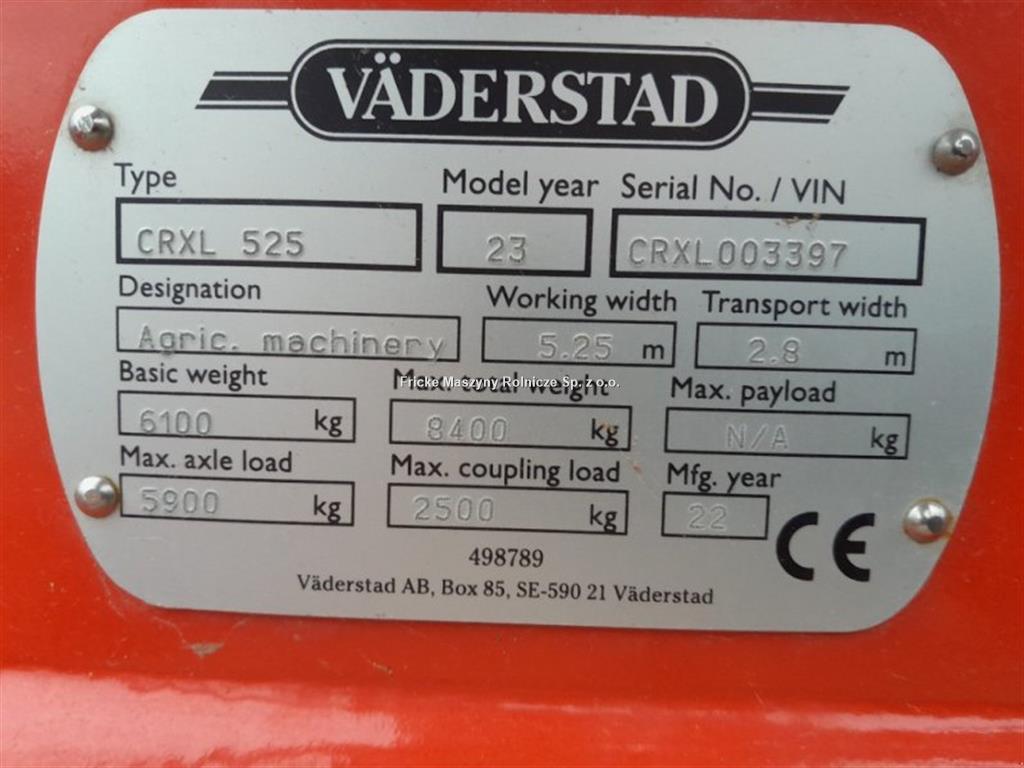 VÄDERSTAD
Type Model year Serial No. / VIN
CRXL 525 23 CRXL003397
Designation Working width Transport width
Agric. machinery 5.25 m 2.8 m
Basic weight Max. total weight Max. payload
Fricke Maszyny Rolnicze Sp. z o.o.
6100 kg 8400 kg N/A kg
Max. axle load Max. coupling load Mfg. year
5900 kg 2500 kg 22 CE
498789
Väderstad AB, Box 85, SE-590 21 Väderstad